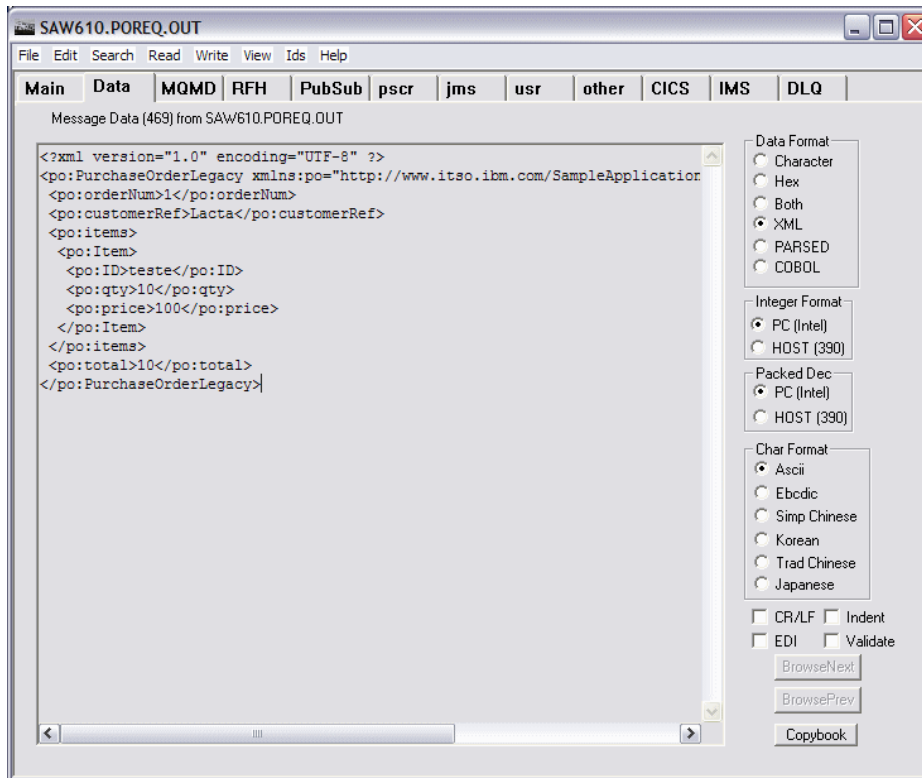 SAW610.POREQ.OUT
File Edit Search Read Write View Ids Help
Main Data MQMD RFH PubSub pscr jms usr other CICS IMS DLQ
Message Data (469) from SAW610.POREQ.OUT
<?xml version="1.0" encoding="UTF-8" ?>
<po:PurchaseOrderLegacy xmlns:po="http://www.itso.ibm.com/SampleApplication
<po:orderNum>1</po:orderNum>
<po:customerRef>Lacta</po:customerRef>
<po:items>
<po:Item>
<po:ID>teste</po:ID>
<po:qty>10</po:qty>
<po:price>100</po:price>
</po:Item>
</po:items>
<po:total>10</po:total>
</po:PurchaseOrderLegacy>
Data Format
Character
Hex
Both
XML
PARSED
COBOL
Integer Format
PC (Intel)
HOST (390)
Packed Dec
PC (Intel)
HOST (390)
Char Format
Ascii
Ebcdic
Simp Chinese
Korean
Trad Chinese
Japanese
CR/LF Indent
EDI Validate
BrowseNext
BrowsePrev
Copybook